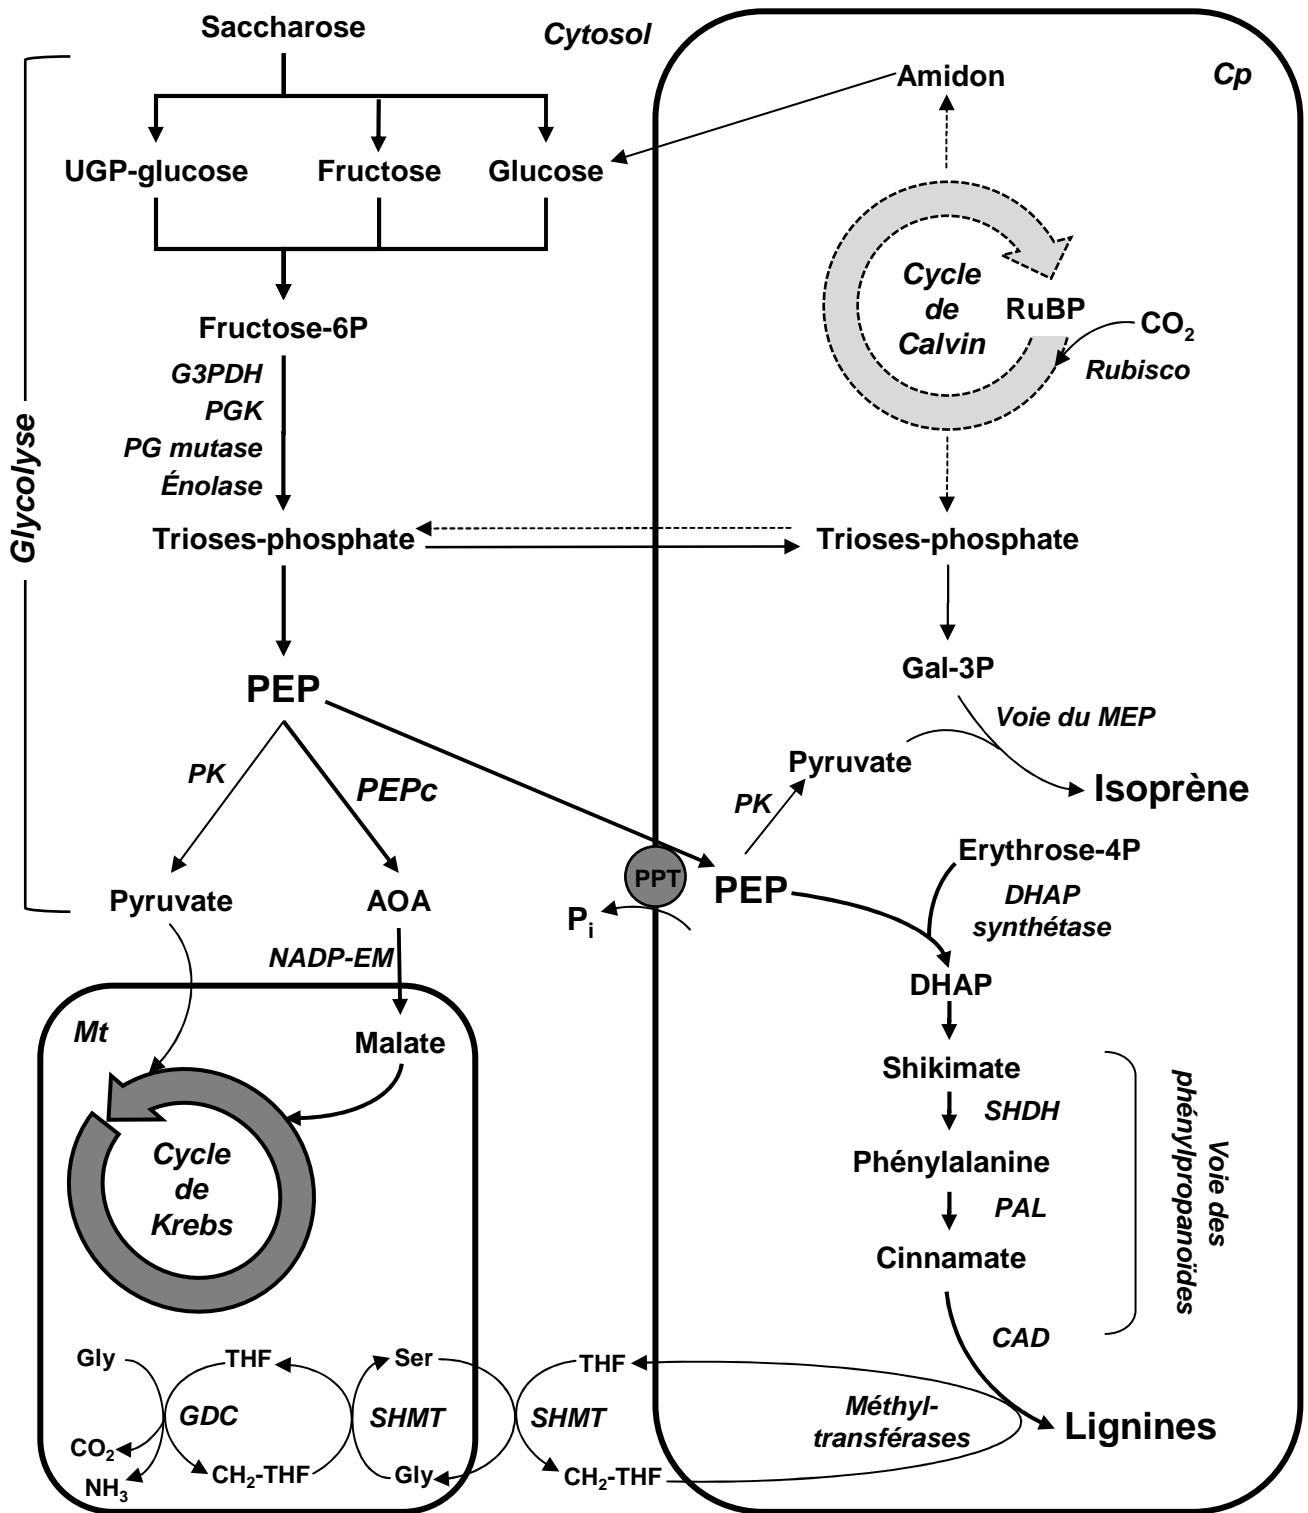 Saccharose
Cytosol
Cp
Amidon
UGP-glucose
Fructose
Glucose
Cycle
de
Calvin
RuBP
CO2
Rubisco
Fructose-6P
G3PDH
PGK
PG mutase
Énolase
Glycolyse
Trioses-phosphate
Trioses-phosphate
Gal-3P
PEP
Voie du MEP
Pyruvate
Isoprène
PK
PEPc
PK
Erythrose-4P
PPT
PEP
DHAP
synthétase
Pyruvate
AOA
Pi
NADP-EM
DHAP
Mt
Malate
Shikimate
SHDH
Phénylalanine
PAL
Cinnamate
Voie des
phénylpropanoïdes
Cycle
de
Krebs
CAD
Gly
THF
Ser
THF
GDC
SHMT
SHMT
Méthyl-
transférases
Lignines
CO2
NH3
CH2-THF
Gly
CH2-THF